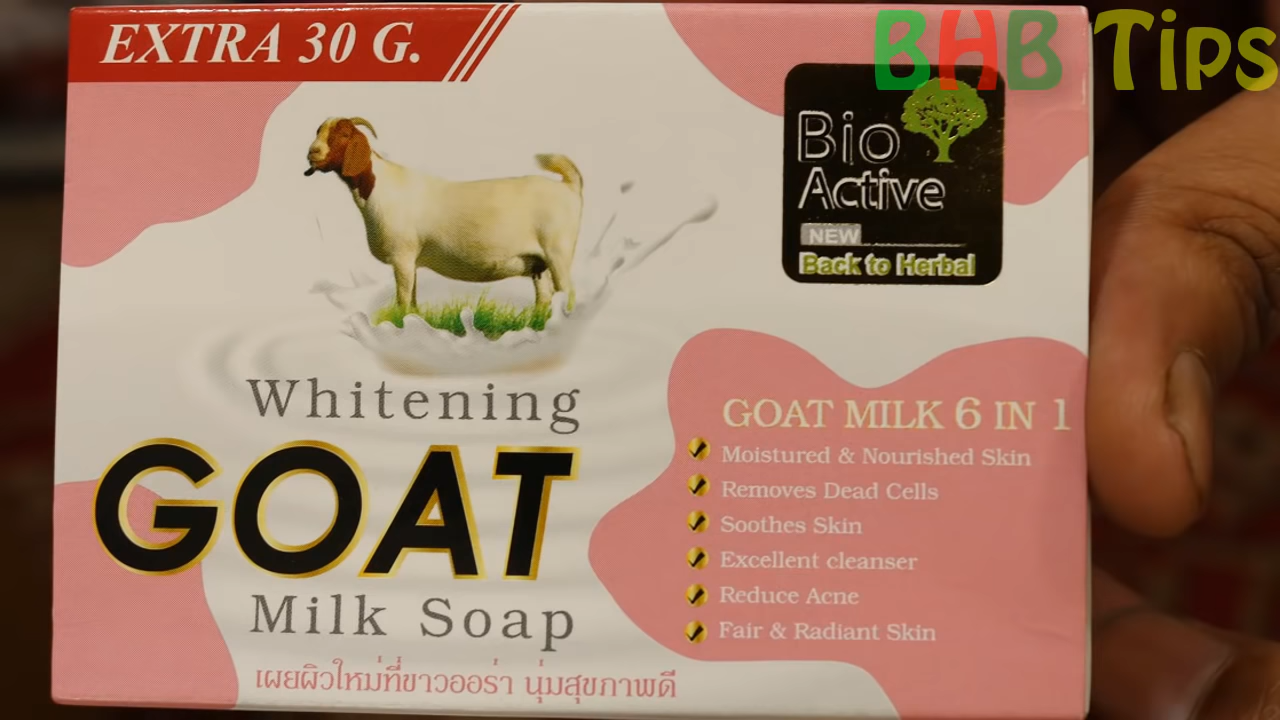 EXTRA 30 G.
BHB Tips
Bio
Active
NEW
Back to Herbal
Whitening
GOAT
Milk Soap
เผยผิวใหม่ที่ขาวออร่า นุ่มสุขภาพดี
GOAT MILK 6 IN 1
Moistured & Nourished Skin
Removes Dead Cells
Soothes Skin
Excellent cleanser
Reduce Acne
Fair & Radiant Skin